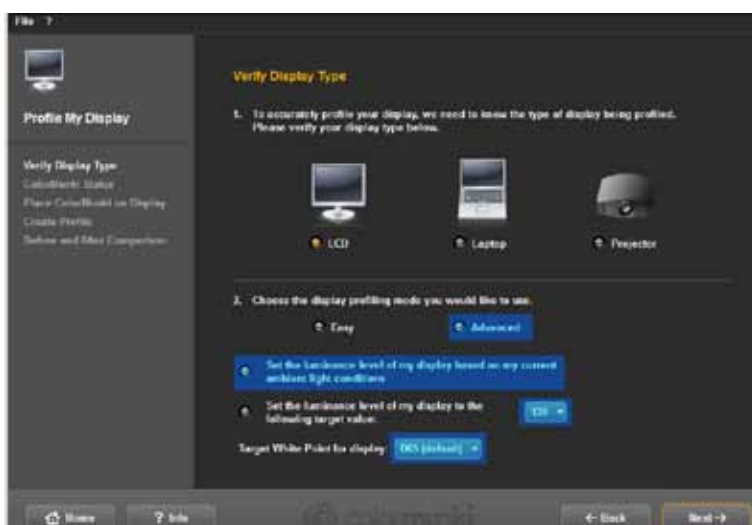 File ?
Profile My Display
Verify Display Type
ColorMunki Status
Place ColorMunki on Display
Create Profile
Before and After Comparison
Verify Display Type
1. To accurately profile your display, we need to know the type of display being profiled.
Please verify your display type below.
LCD
Laptop
Projector
2. Choose the display profiling mode you would like to use.
Easy
Advanced
Set the luminance level of my display based on my current
ambient light conditions
Set the luminance level of my display to the
following target value:
Target White Point for display:
D65 (default)
Home
? Info
colormunki
← Back
Next →